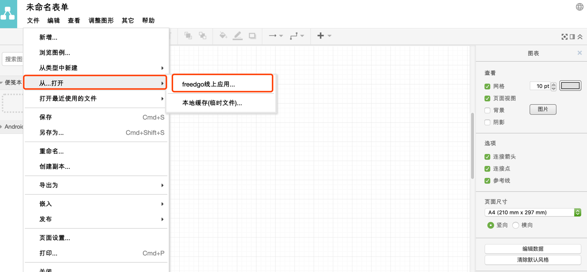 未命名表单
文件 编辑 查看 调整图形 其它 帮助
新增...
浏览图例...
从类型中新建
从...打开
freedgo线上应用...
本地缓存(临时文件)...
打开最近使用的文件
保存 Cmd+S
另存为... Cmd+Shift+S
重命名...
创建副本...
导出为
嵌入
发布
页面设置...
打印... Cmd+P
关闭
搜索图
便笺本
Android
图表
查看
网格 10 pt
页面视图
背景 图片
阴影
选项
连接箭头
连接点
参考线
页面尺寸
A4 (210 mm x 297 mm)
竖向 横向
编辑数据
清除默认风格